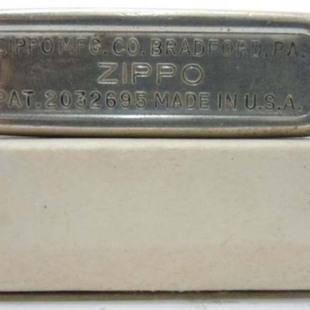 ZIPPO MFG. CO. BRADFORD, PA.
ZIPPO
PAT. 2032695 MADE IN U.S.A.